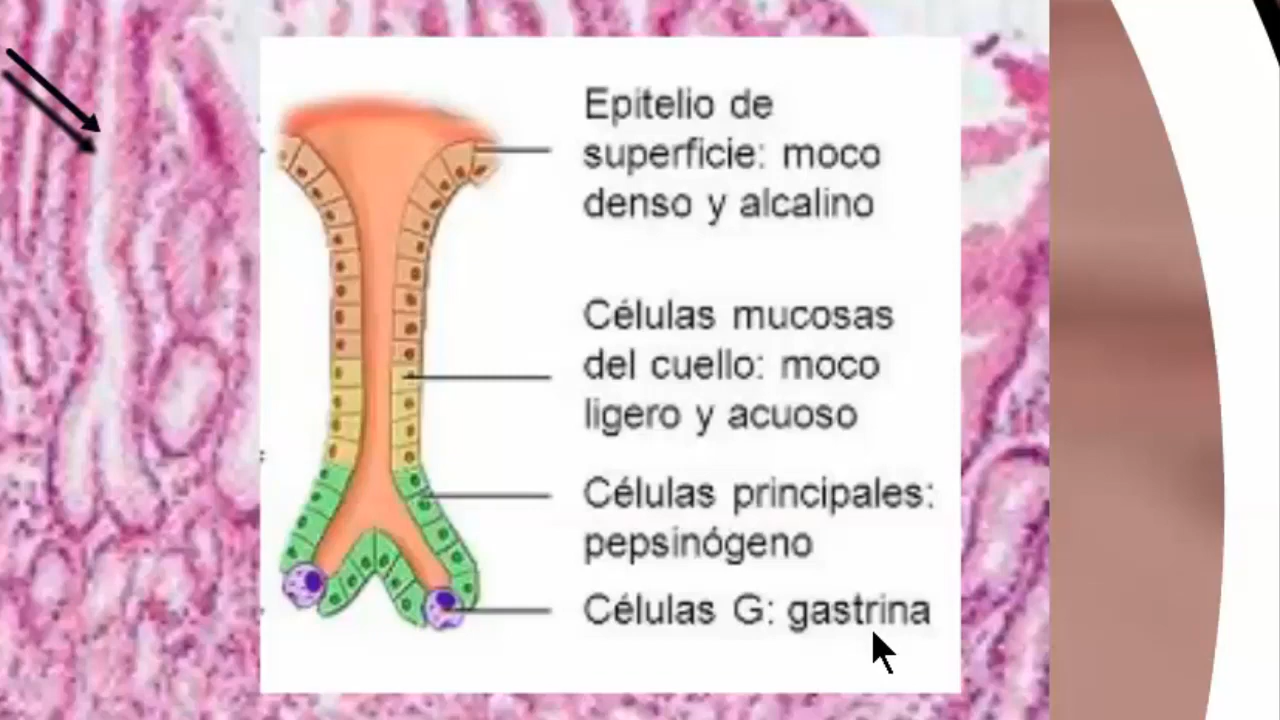 Epitelio de
superficie: moco
denso y alcalino
Células mucosas
del cuello: moco
ligero y acuoso
Células principales:
pepsinógeno
Células G: gastrina